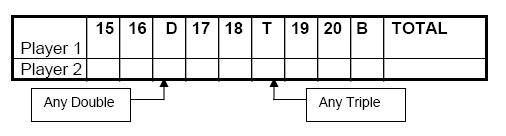 15 16 D 17 18 T 19 20 B TOTAL
Player 1
Player 2
Any Double Any Triple